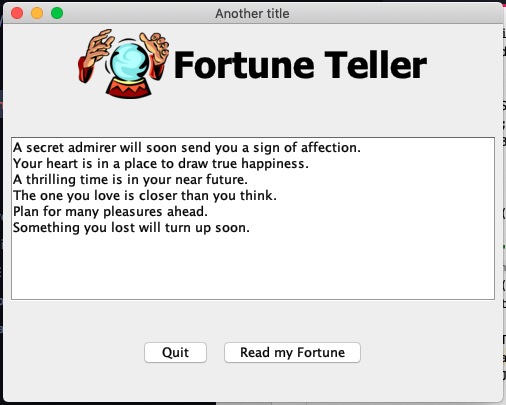 Another title
Fortune Teller
A secret admirer will soon send you a sign of affection.
Your heart is in a place to draw true happiness.
A thrilling time is in your near future.
The one you love is closer than you think.
Plan for many pleasures ahead.
Something you lost will turn up soon.
Quit
Read my Fortune